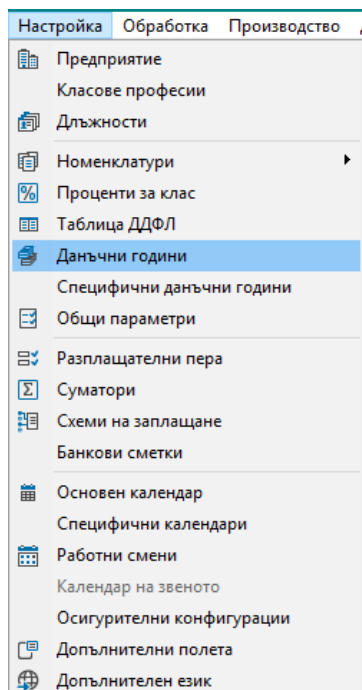 Настройка Обработка Производство
Предприятие
Класове професии
Длъжности
Номенклатури
Проценти за клас
Таблица ДДФЛ
Данъчни години
Специфични данъчни години
Общи параметри
Разплащателни пера
Суматори
Схеми на заплащане
Банкови сметки
Основен календар
Специфични календари
Работни смени
Календар на звеното
Осигурителни конфигурации
Допълнителни полета
Допълнителен език